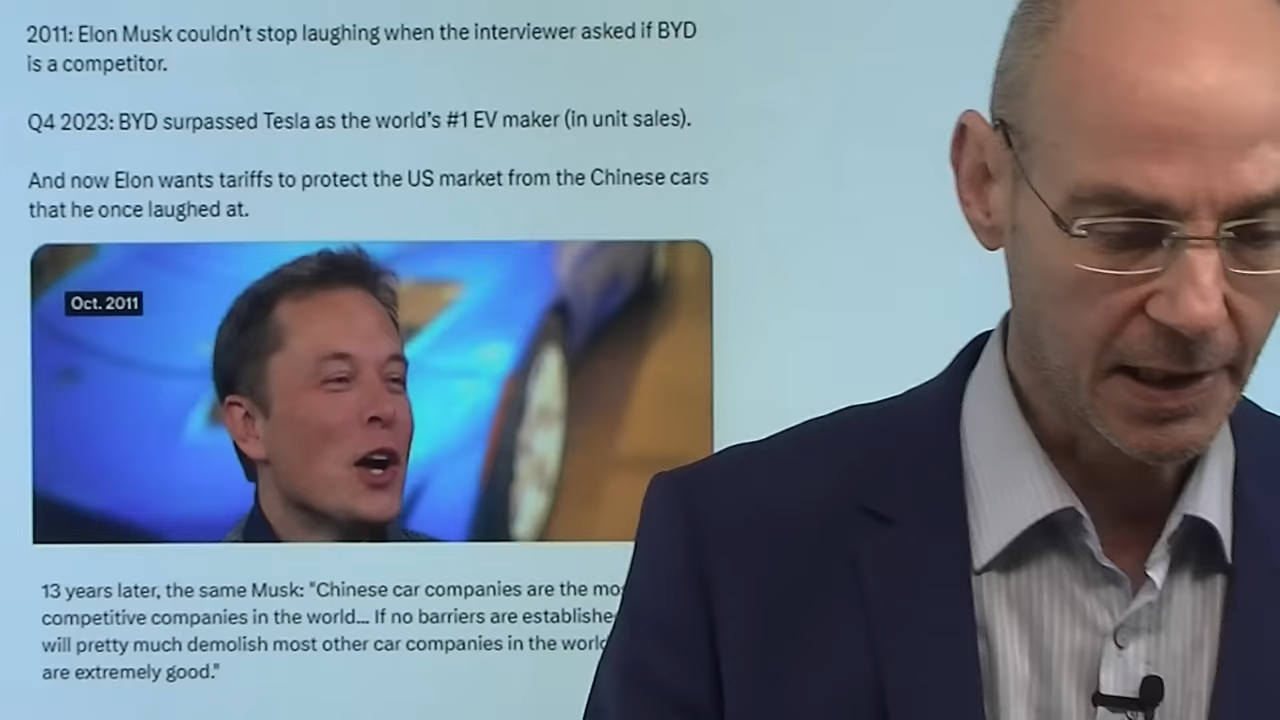 2011: Elon Musk couldn't stop laughing when the interviewer asked if BYD
is a competitor.
Q4 2023: BYD surpassed Tesla as the world's #1 EV maker (in unit sales).
And now Elon wants tariffs to protect the US market from the Chinese cars
that he once laughed at.
Oct. 2011
13 years later, the same Musk: "Chinese car companies are the
competitive companies in the world... If no barriers are
will pretty much demolish most other car companies in the
are extremely good."